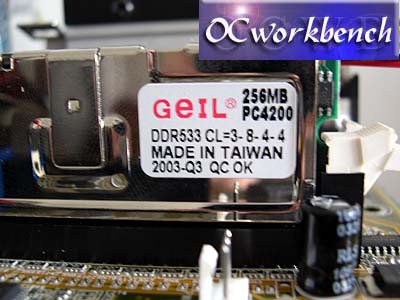 OCworkbench
GEIL® 256MB
PC4200
DDR533 CL=3-8-4-4
MADE IN TAIWAN
2003-Q3 QC OK